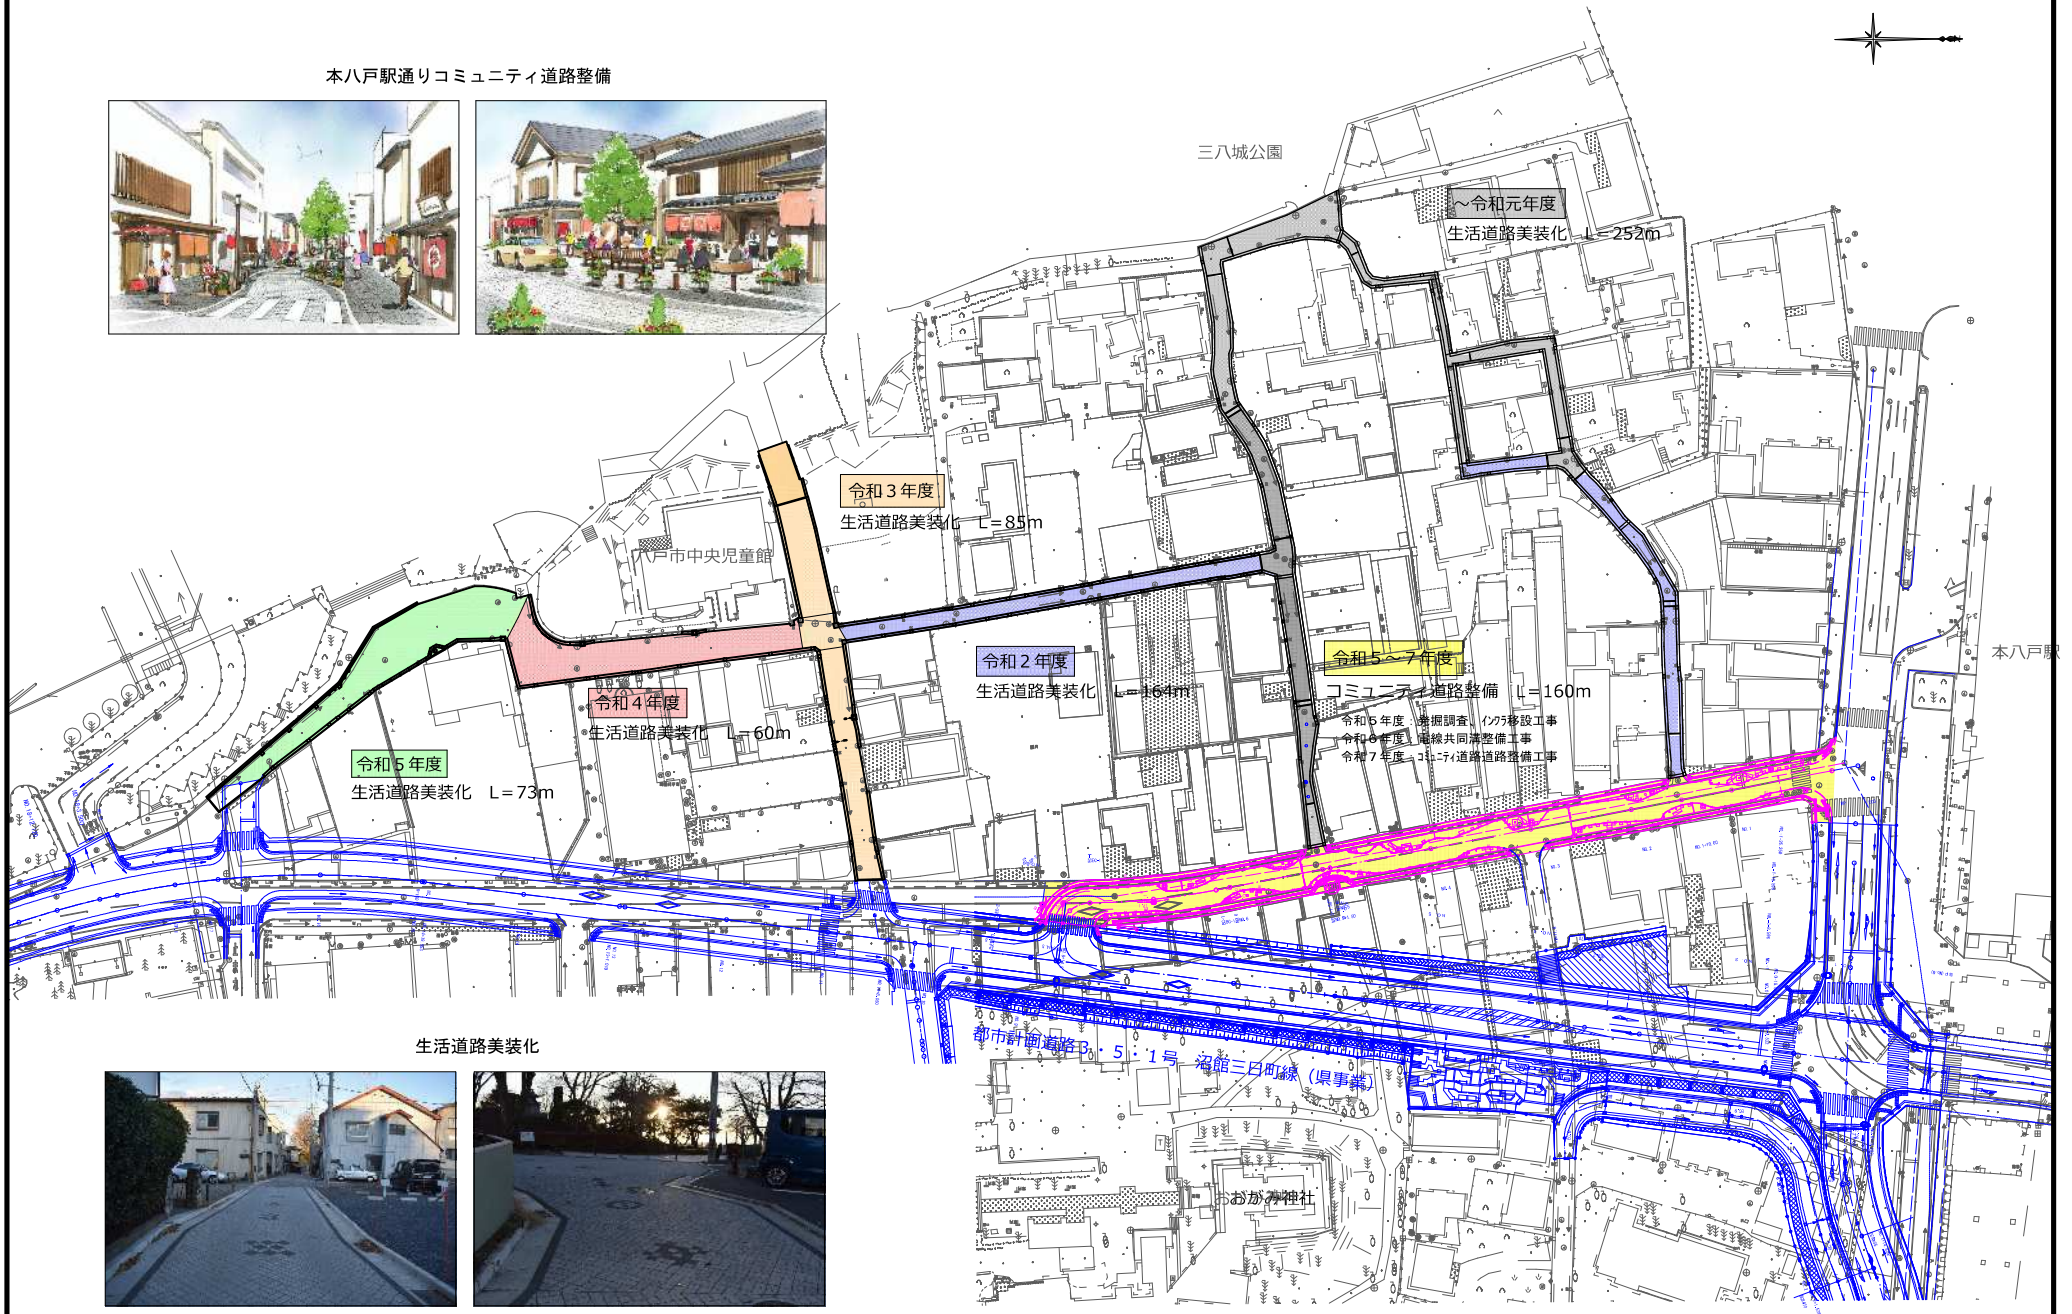 本八戸駅通りコミュニティ道路整備
三八城公園
～令和元年度
生活道路美装化　L=252m
令和３年度
生活道路美装化　L=85m
八戸市中央児童館
令和２年度
生活道路美装化　L=164m
令和５～７年度
コミュニティ道路整備　L=160m
令和５年度：発掘調査、インフラ移設工事
令和６年度：電線共同溝整備工事
令和７年度：コミュニティ道路道路整備工事
本八戸駅
令和４年度
生活道路美装化　L=60m
令和５年度
生活道路美装化　L=73m
都市計画道路３・５・１号　沼館三日町線（県事業）
生活道路美装化
おがみ神社